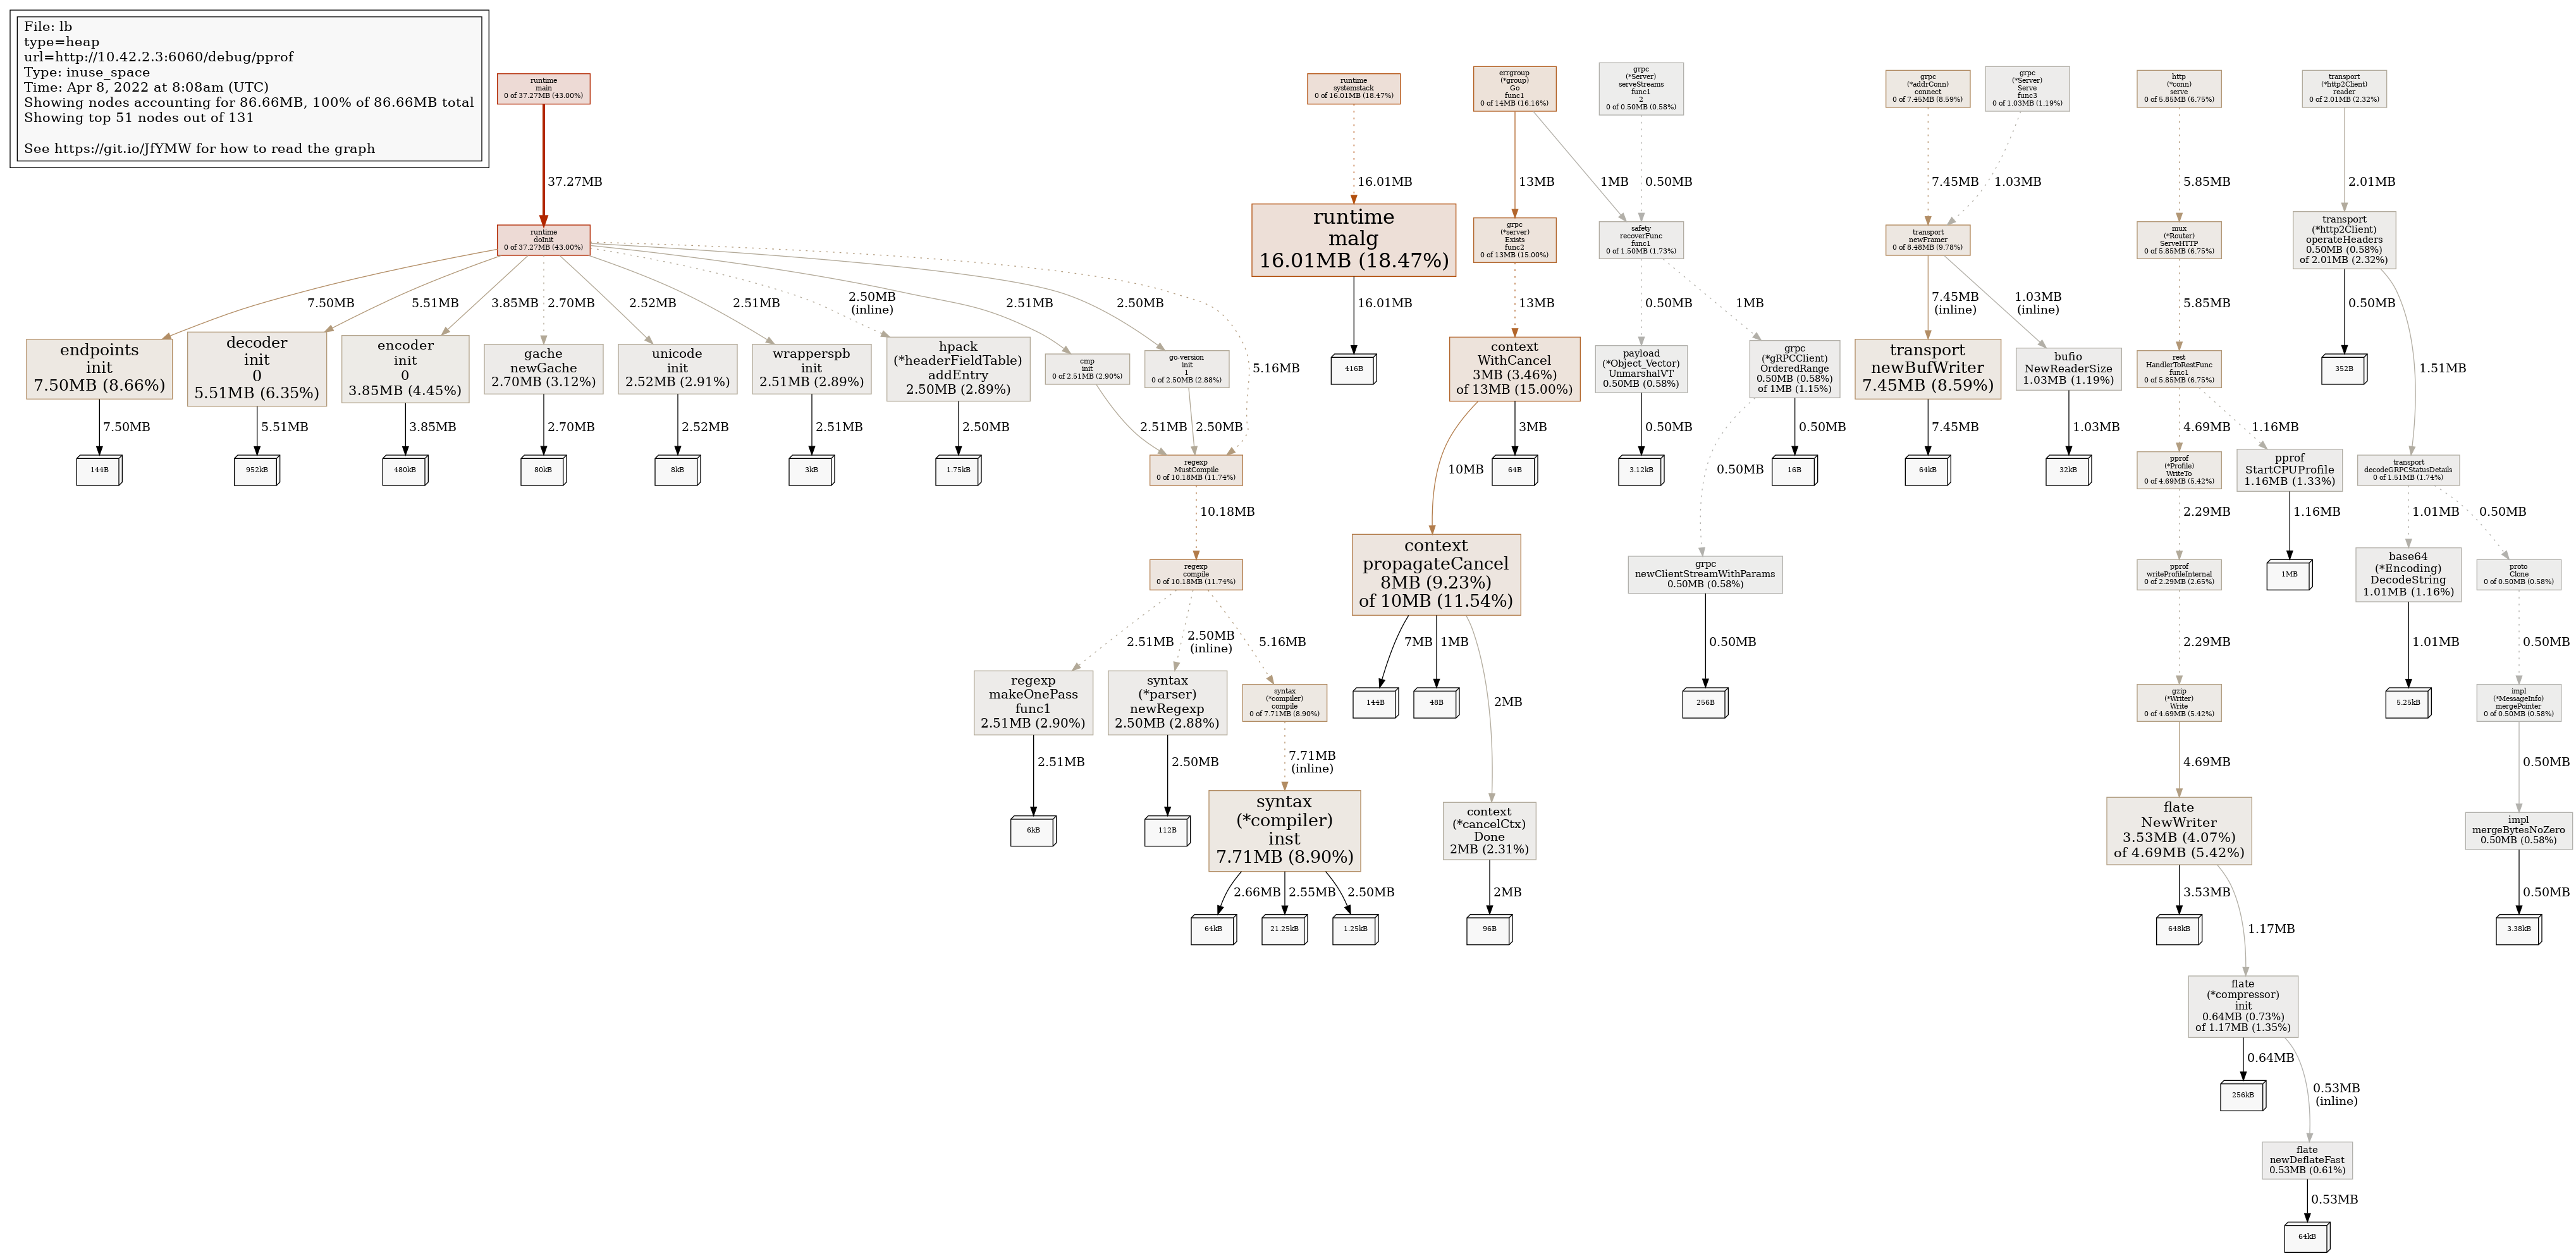 File: lb
type=heap
url=http://10.42.2.3:6060/debug/pprof
Type: inuse_space
Time: Apr 8, 2022 at 8:08am (UTC)
Showing nodes accounting for 86.66MB, 100% of 86.66MB total
Showing top 51 nodes out of 131
See https://git.io/JfYMW for how to read the graph
runtime
main
0 of 37.27MB (43.00%)
runtime
systemstack
0 of 16.01MB (18.47%)
errgroup
(*group)
Go
func1
0 of 14MB (16.16%)
grpc
(*Server)
serveStreams
func1
2
0 of 0.50MB (0.58%)
grpc
(*addrConn)
connect
0 of 7.45MB (8.59%)
grpc
(*Server)
Serve
func3
0 of 1.03MB (1.19%)
http
(*conn)
serve
0 of 5.85MB (6.75%)
transport
(*http2Client)
reader
0 of 2.01MB (2.32%)
37.27MB
16.01MB
13MB
1MB
0.50MB
7.45MB
1.03MB
5.85MB
2.01MB
runtime
doInit
0 of 37.27MB (43.00%)
runtime
malg
16.01MB (18.47%)
grpc
(*server)
Exists
func2
0 of 13MB (15.00%)
safety
recoverFunc
func1
0 of 1.50MB (1.73%)
transport
newFramer
0 of 8.48MB (9.78%)
mux
(*Router)
ServeHTTP
0 of 5.85MB (6.75%)
transport
(*http2Client)
operateHeaders
0.50MB (0.58%)
of 2.01MB (2.32%)
7.50MB
5.51MB
3.85MB
2.70MB
2.52MB
2.51MB
2.50MB
(inline)
2.51MB
2.50MB
5.16MB
16.01MB
13MB
0.50MB
1MB
7.45MB
(inline)
1.03MB
(inline)
5.85MB
0.50MB
1.51MB
endpoints
init
7.50MB (8.66%)
decoder
init
0
5.51MB (6.35%)
encoder
init
0
3.85MB (4.45%)
gache
newGache
2.70MB (3.12%)
unicode
init
2.52MB (2.91%)
wrapperspb
init
2.51MB (2.89%)
hpack
(*headerFieldTable)
addEntry
2.50MB (2.89%)
cmp
init
0 of 2.51MB (2.90%)
go-version
init
1
0 of 2.50MB (2.88%)
416B
context
WithCancel
3MB (3.46%)
of 13MB (15.00%)
payload
(*Object_Vector)
UnmarshalVT
0.50MB (0.58%)
grpc
(*gRPCClient)
OrderedRange
0.50MB (0.58%)
of 1MB (1.15%)
transport
newBufWriter
7.45MB (8.59%)
bufio
NewReaderSize
1.03MB (1.19%)
rest
HandlerToRestFunc
func1
0 of 5.85MB (6.75%)
352B
7.50MB
5.51MB
3.85MB
2.70MB
2.52MB
2.51MB
2.50MB
2.51MB
2.50MB
10MB
3MB
0.50MB
0.50MB
0.50MB
7.45MB
1.03MB
4.69MB
1.16MB
144B
952kB
480kB
80kB
8kB
3kB
1.75kB
regexp
MustCompile
0 of 10.18MB (11.74%)
64B
3.12kB
16B
64kB
32kB
pprof
(*Profile)
WriteTo
0 of 4.69MB (5.42%)
pprof
StartCPUProfile
1.16MB (1.33%)
transport
decodeGRPCStatusDetails
0 of 1.51MB (1.74%)
10.18MB
2.29MB
1.16MB
1.01MB
0.50MB
regexp
compile
0 of 10.18MB (11.74%)
context
propagateCancel
8MB (9.23%)
of 10MB (11.54%)
grpc
newClientStreamWithParams
0.50MB (0.58%)
pprof
writeProfileInternal
0 of 2.29MB (2.65%)
1MB
base64
(*Encoding)
DecodeString
1.01MB (1.16%)
proto
Clone
0 of 0.50MB (0.58%)
2.51MB
2.50MB
(inline)
5.16MB
7MB
1MB
2MB
0.50MB
2.29MB
1.01MB
0.50MB
regexp
makeOnePass
func1
2.51MB (2.90%)
syntax
(*parser)
newRegexp
2.50MB (2.88%)
syntax
(*compiler)
compile
0 of 7.71MB (8.90%)
144B
48B
256B
gzip
(*Writer)
Write
0 of 4.69MB (5.42%)
5.25kB
impl
(*MessageInfo)
mergePointer
0 of 0.50MB (0.58%)
2.51MB
2.50MB
7.71MB
(inline)
4.69MB
0.50MB
6kB
112B
syntax
(*compiler)
inst
7.71MB (8.90%)
context
(*cancelCtx)
Done
2MB (2.31%)
flate
NewWriter
3.53MB (4.07%)
of 4.69MB (5.42%)
impl
mergeBytesNoZero
0.50MB (0.58%)
2.66MB
2.55MB
2.50MB
2MB
3.53MB
1.17MB
0.50MB
64kB
21.25kB
1.25kB
96B
648kB
3.38kB
flate
(*compressor)
init
0.64MB (0.73%)
of 1.17MB (1.35%)
0.64MB
0.53MB
(inline)
256kB
flate
newDeflateFast
0.53MB (0.61%)
0.53MB
64kB